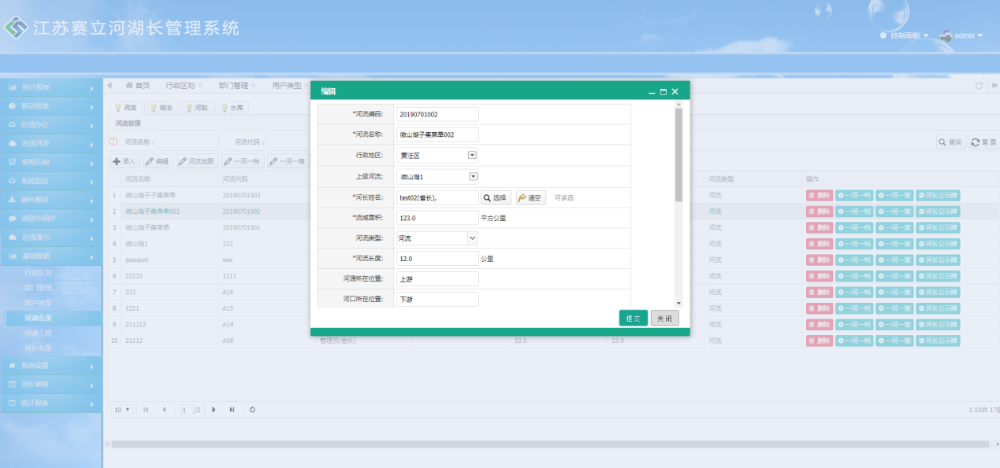 江苏赛立河湖长管理系统
控制面板 admin
统计报表
移动报表
在线办公
在线开发
常用示例
系统监控
插件模块
消息中间件
在线演示
基础数据
行政区划
部门管理
用户类型
河湖名录
河湖工程
河长名录
系统设置
河长事物
统计报表
首页 行政区划 部门管理 用户类型
河流 湖泊 河段 水库
河流管理
河流名称: 河流代码:
查询 重置
录入 编辑 河流地图 一河一档 一河一策
河流名称 河流代码 河流类型 操作
1 微山湖子子集菜单 20190701003 河流 删除 一河一档 一河一策 河长公示牌
2 微山湖子集菜单002 20190701002 河流 删除 一河一档 一河一策 河长公示牌
3 微山湖子集菜单 20190701001 河流 删除 一河一档 一河一策 河长公示牌
4 微山湖1 222 河流 删除 一河一档 一河一策 河长公示牌
5 qewqwe wer 河流 删除 一河一档 一河一策 河长公示牌
6 22222 1111 河流 删除 一河一档 一河一策 河长公示牌
7 333 A16 河流 删除 一河一档 一河一策 河长公示牌
8 1221 A15 河流 删除 一河一档 一河一策 河长公示牌
9 211212 A14 河流 删除 一河一档 一河一策 河长公示牌
10 21212 A08 管理员(省长) 33.0 22.0 河流 删除 一河一档 一河一策 河长公示牌
10 1 /2
1-10共 17
编辑
*河流编码: 20190701002
*河流名称: 微山湖子集菜单002
行政地区: 贾汪区
上级河流: 微山湖1
*河长姓名: test02(省长), 选择 清空 可多选
*流域面积: 123.0 平方公里
河流类型: 河流
*河流长度: 12.0 公里
河源所在位置: 上游
河口所在位置: 下游
提交 关闭